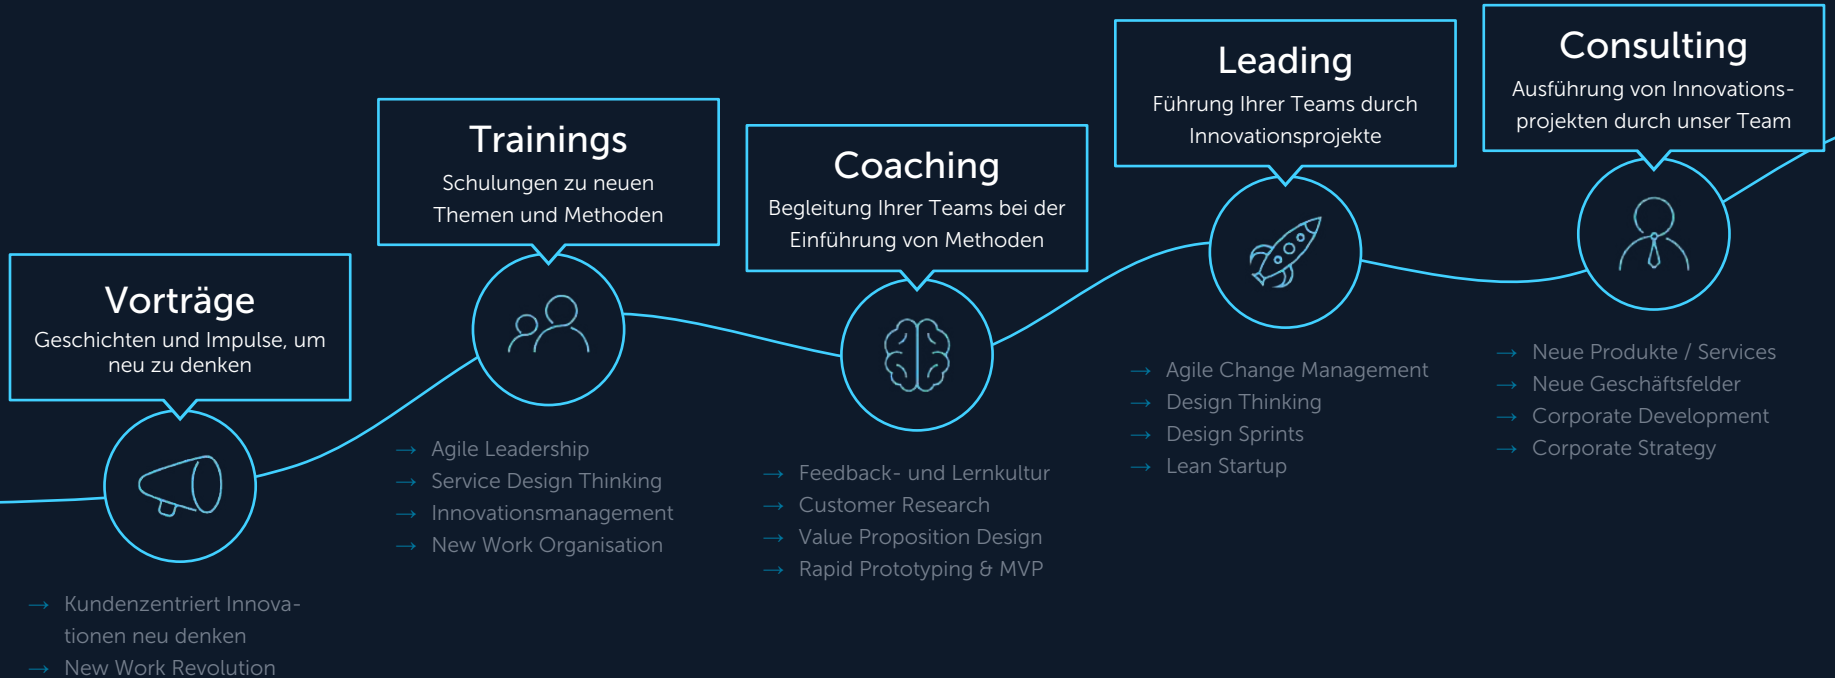 Vorträge
Geschichten und Impulse, um
neu zu denken
→ Kundenzentriert Innova-
tionen neu denken
→ New Work Revolution
Trainings
Schulungen zu neuen
Themen und Methoden
→ Agile Leadership
→ Service Design Thinking
→ Innovationsmanagement
→ New Work Organisation
Coaching
Begleitung Ihrer Teams bei der
Einführung von Methoden
→ Feedback- und Lernkultur
→ Customer Research
→ Value Proposition Design
→ Rapid Prototyping & MVP
Leading
Führung Ihrer Teams durch
Innovationsprojekte
→ Agile Change Management
→ Design Thinking
→ Design Sprints
→ Lean Startup
Consulting
Ausführung von Innovations-
projekten durch unser Team
→ Neue Produkte / Services
→ Neue Geschäftsfelder
→ Corporate Development
→ Corporate Strategy